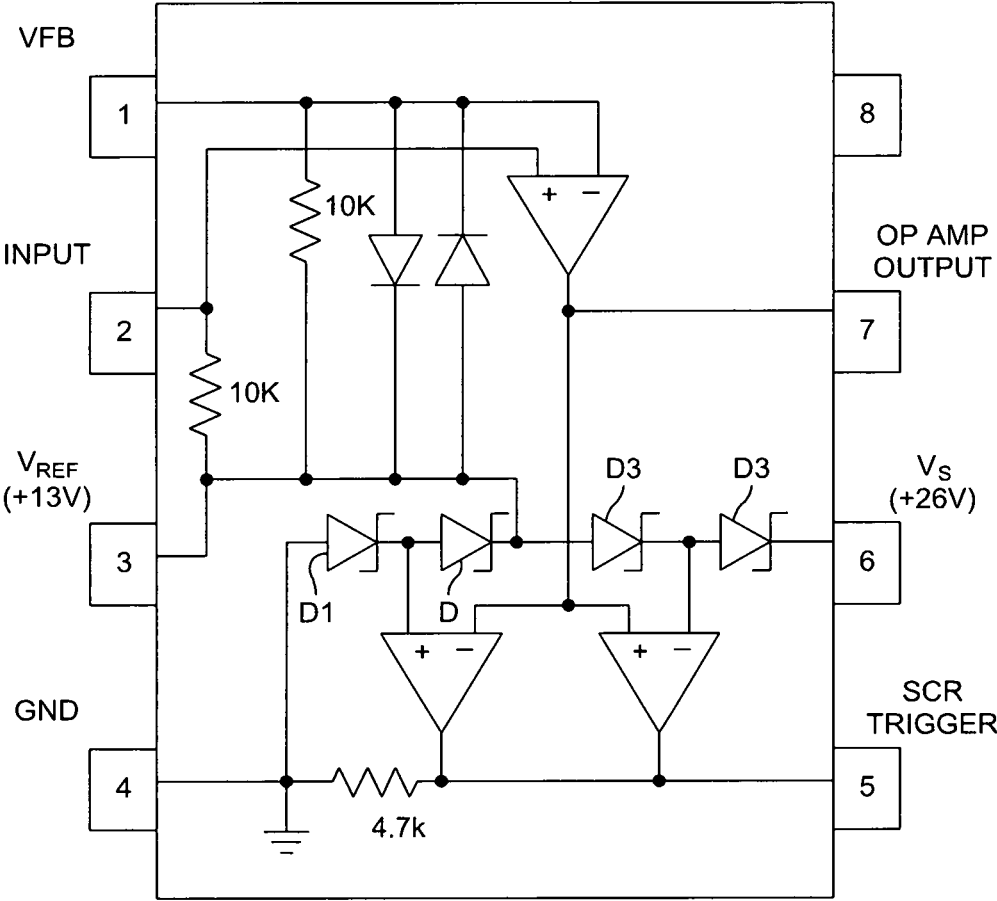 VFB
1
8
10K
+ −
INPUT
OP AMP
OUTPUT
2
7
10K
VREF
(+13V)
D3
D3
VS
(+26V)
3
6
D1
D
+ −
+ −
GND
SCR
TRIGGER
4
5
4.7k